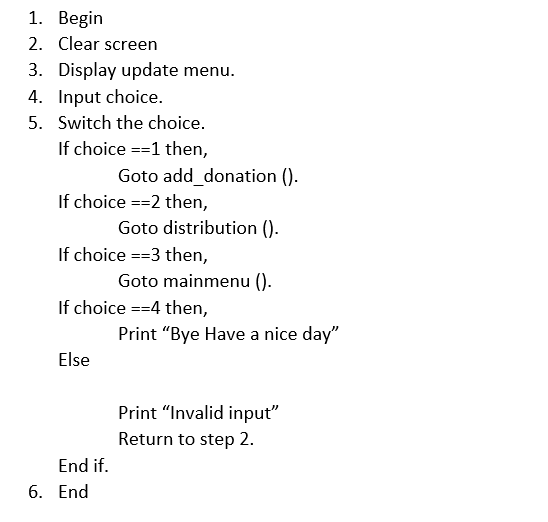 1. Begin
2. Clear screen
3. Display update menu.
4. Input choice.
5. Switch the choice.
If choice ==1 then,
Goto add_donation ().
If choice ==2 then,
Goto distribution ().
If choice ==3 then,
Goto mainmenu ().
If choice ==4 then,
Print “Bye Have a nice day”
Else
Print “Invalid input”
Return to step 2.
End if.
6. End